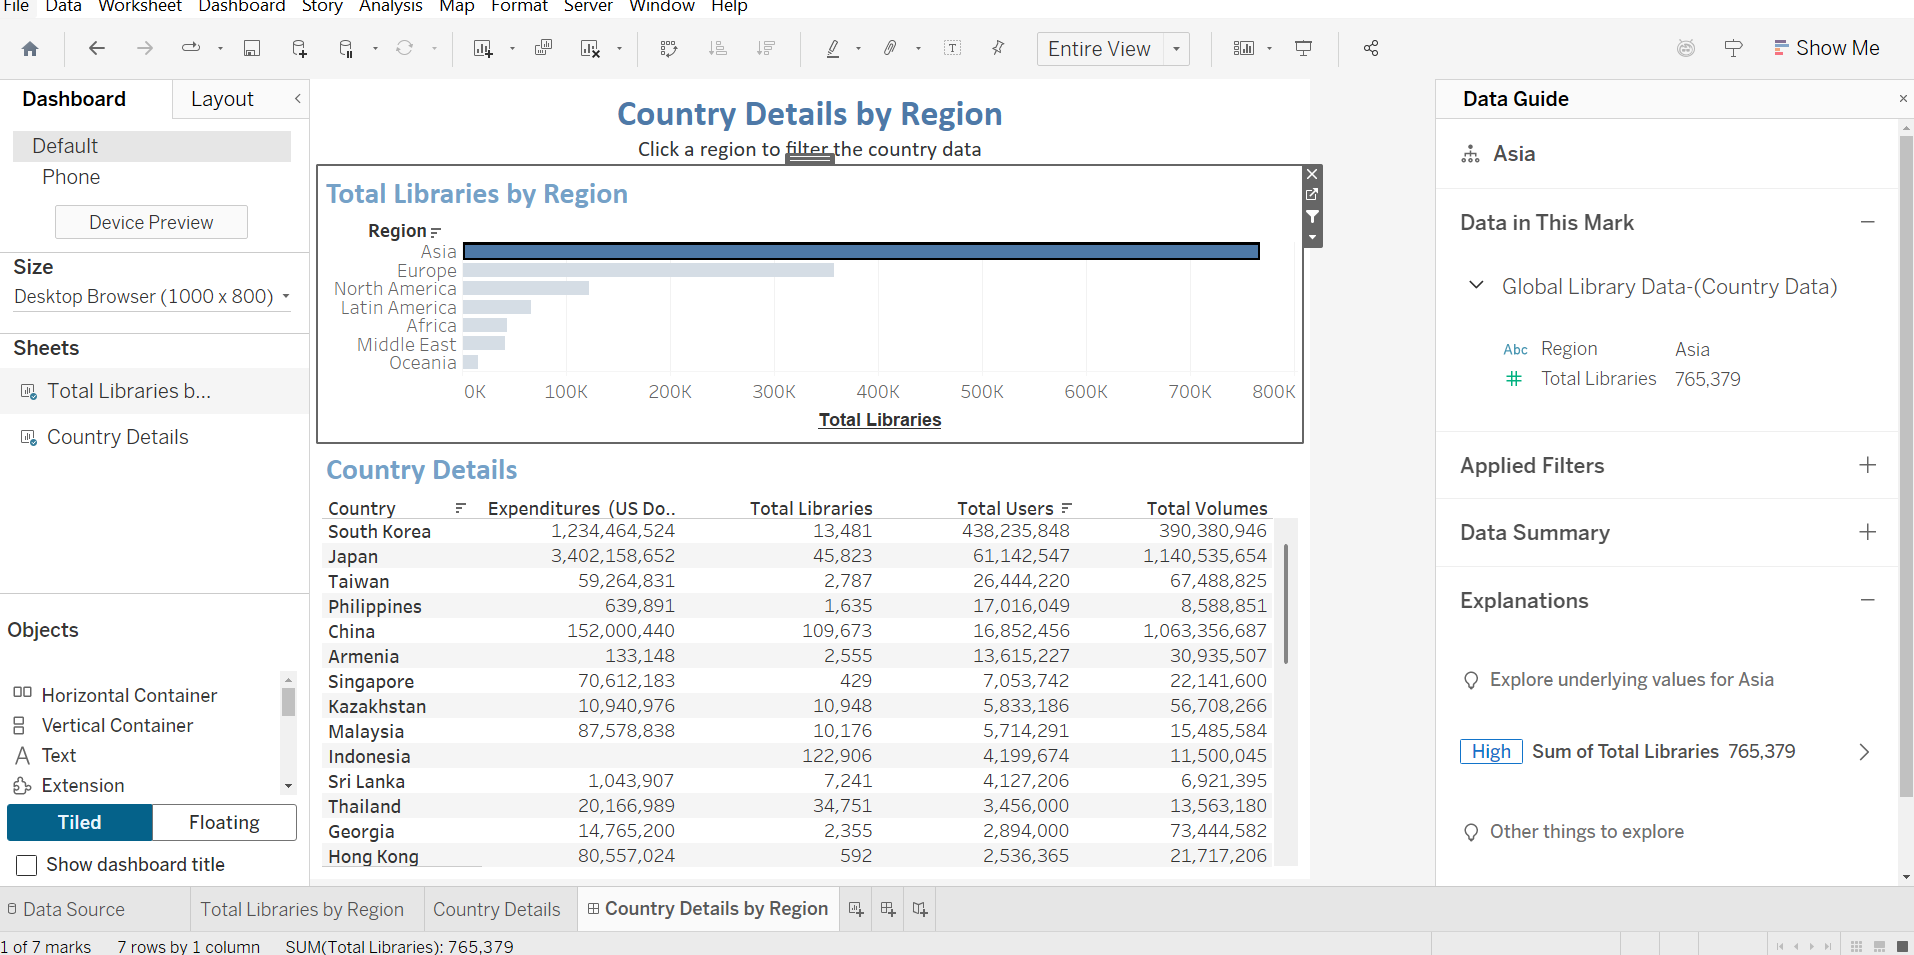 File Data Worksheet Dashboard Story Analysis Map Format Server Window Help
Entire View
Show Me
Dashboard
Layout
Default
Phone
Device Preview
Size
Desktop Browser (1000 x 800)
Sheets
Total Libraries b...
Country Details
Objects
Horizontal Container
Vertical Container
Text
Extension
Tiled
Floating
Show dashboard title
Country Details by Region
Click a region to filter the country data
Total Libraries by Region
Region
Asia
Europe
North America
Latin America
Africa
Middle East
Oceania
0K 100K 200K 300K 400K 500K 600K 700K 800K
Total Libraries
Country Details
Country Expenditures (US Do.. Total Libraries Total Users Total Volumes
South Korea 1,234,464,524 13,481 438,235,848 390,380,946
Japan 3,402,158,652 45,823 61,142,547 1,140,535,654
Taiwan 59,264,831 2,787 26,444,220 67,488,825
Philippines 639,891 1,635 17,016,049 8,588,851
China 152,000,440 109,673 16,852,456 1,063,356,687
Armenia 133,148 2,555 13,615,227 30,935,507
Singapore 70,612,183 429 7,053,742 22,141,600
Kazakhstan 10,940,976 10,948 5,833,186 56,708,266
Malaysia 87,578,838 10,176 5,714,291 15,485,584
Indonesia 122,906 4,199,674 11,500,045
Sri Lanka 1,043,907 7,241 4,127,206 6,921,395
Thailand 20,166,989 34,751 3,456,000 13,563,180
Georgia 14,765,200 2,355 2,894,000 73,444,582
Hong Kong 80,557,024 592 2,536,365 21,717,206
Data Guide
Asia
Data in This Mark
Global Library Data-(Country Data)
Abc Region Asia
Total Libraries 765,379
Applied Filters
Data Summary
Explanations
Explore underlying values for Asia
High Sum of Total Libraries 765,379
Other things to explore
Data Source
Total Libraries by Region
Country Details
Country Details by Region
1 of 7 marks 7 rows by 1 column SUM(Total Libraries): 765,379